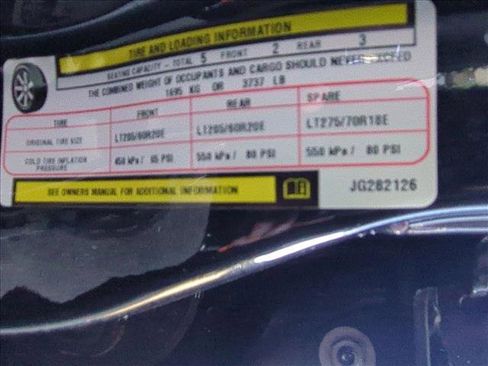 TIRE AND LOADING INFORMATION
SEATING CAPACITY - TOTAL 5 FRONT 2 REAR 3
THE COMBINED WEIGHT OF OCCUPANTS AND CARGO SHOULD NEVER EXCEED
1695 KG OR 3737 LB
TIRE FRONT REAR SPARE
ORIGINAL TIRE SIZE LT285/60R20E LT285/60R20E LT275/70R18E
COLD TIRE INFLATION PRESSURE 450 kPa / 65 PSI 550 kPa / 80 PSI 550 kPa / 80 PSI
SEE OWNERS MANUAL FOR ADDITIONAL INFORMATION JG282126